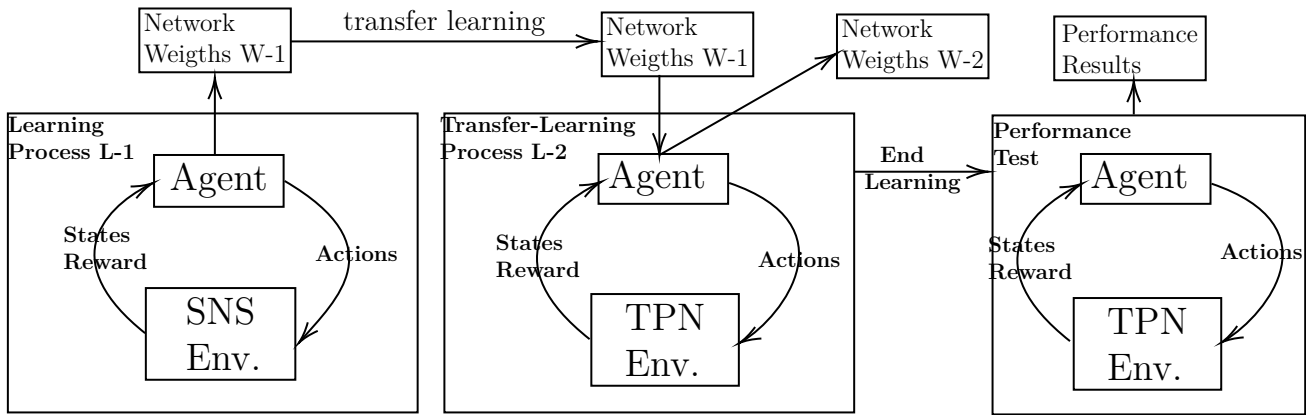 Network
Weigths W-1
transfer learning
Network
Weigths W-1
Network
Weigths W-2
Performance
Results
Learning
Process L-1
Agent
States
Reward
Actions
SNS
Env.
Transfer-Learning
Process L-2
Agent
States
Reward
Actions
TPN
Env.
End
Learning
Performance
Test
Agent
States
Reward
Actions
TPN
Env.